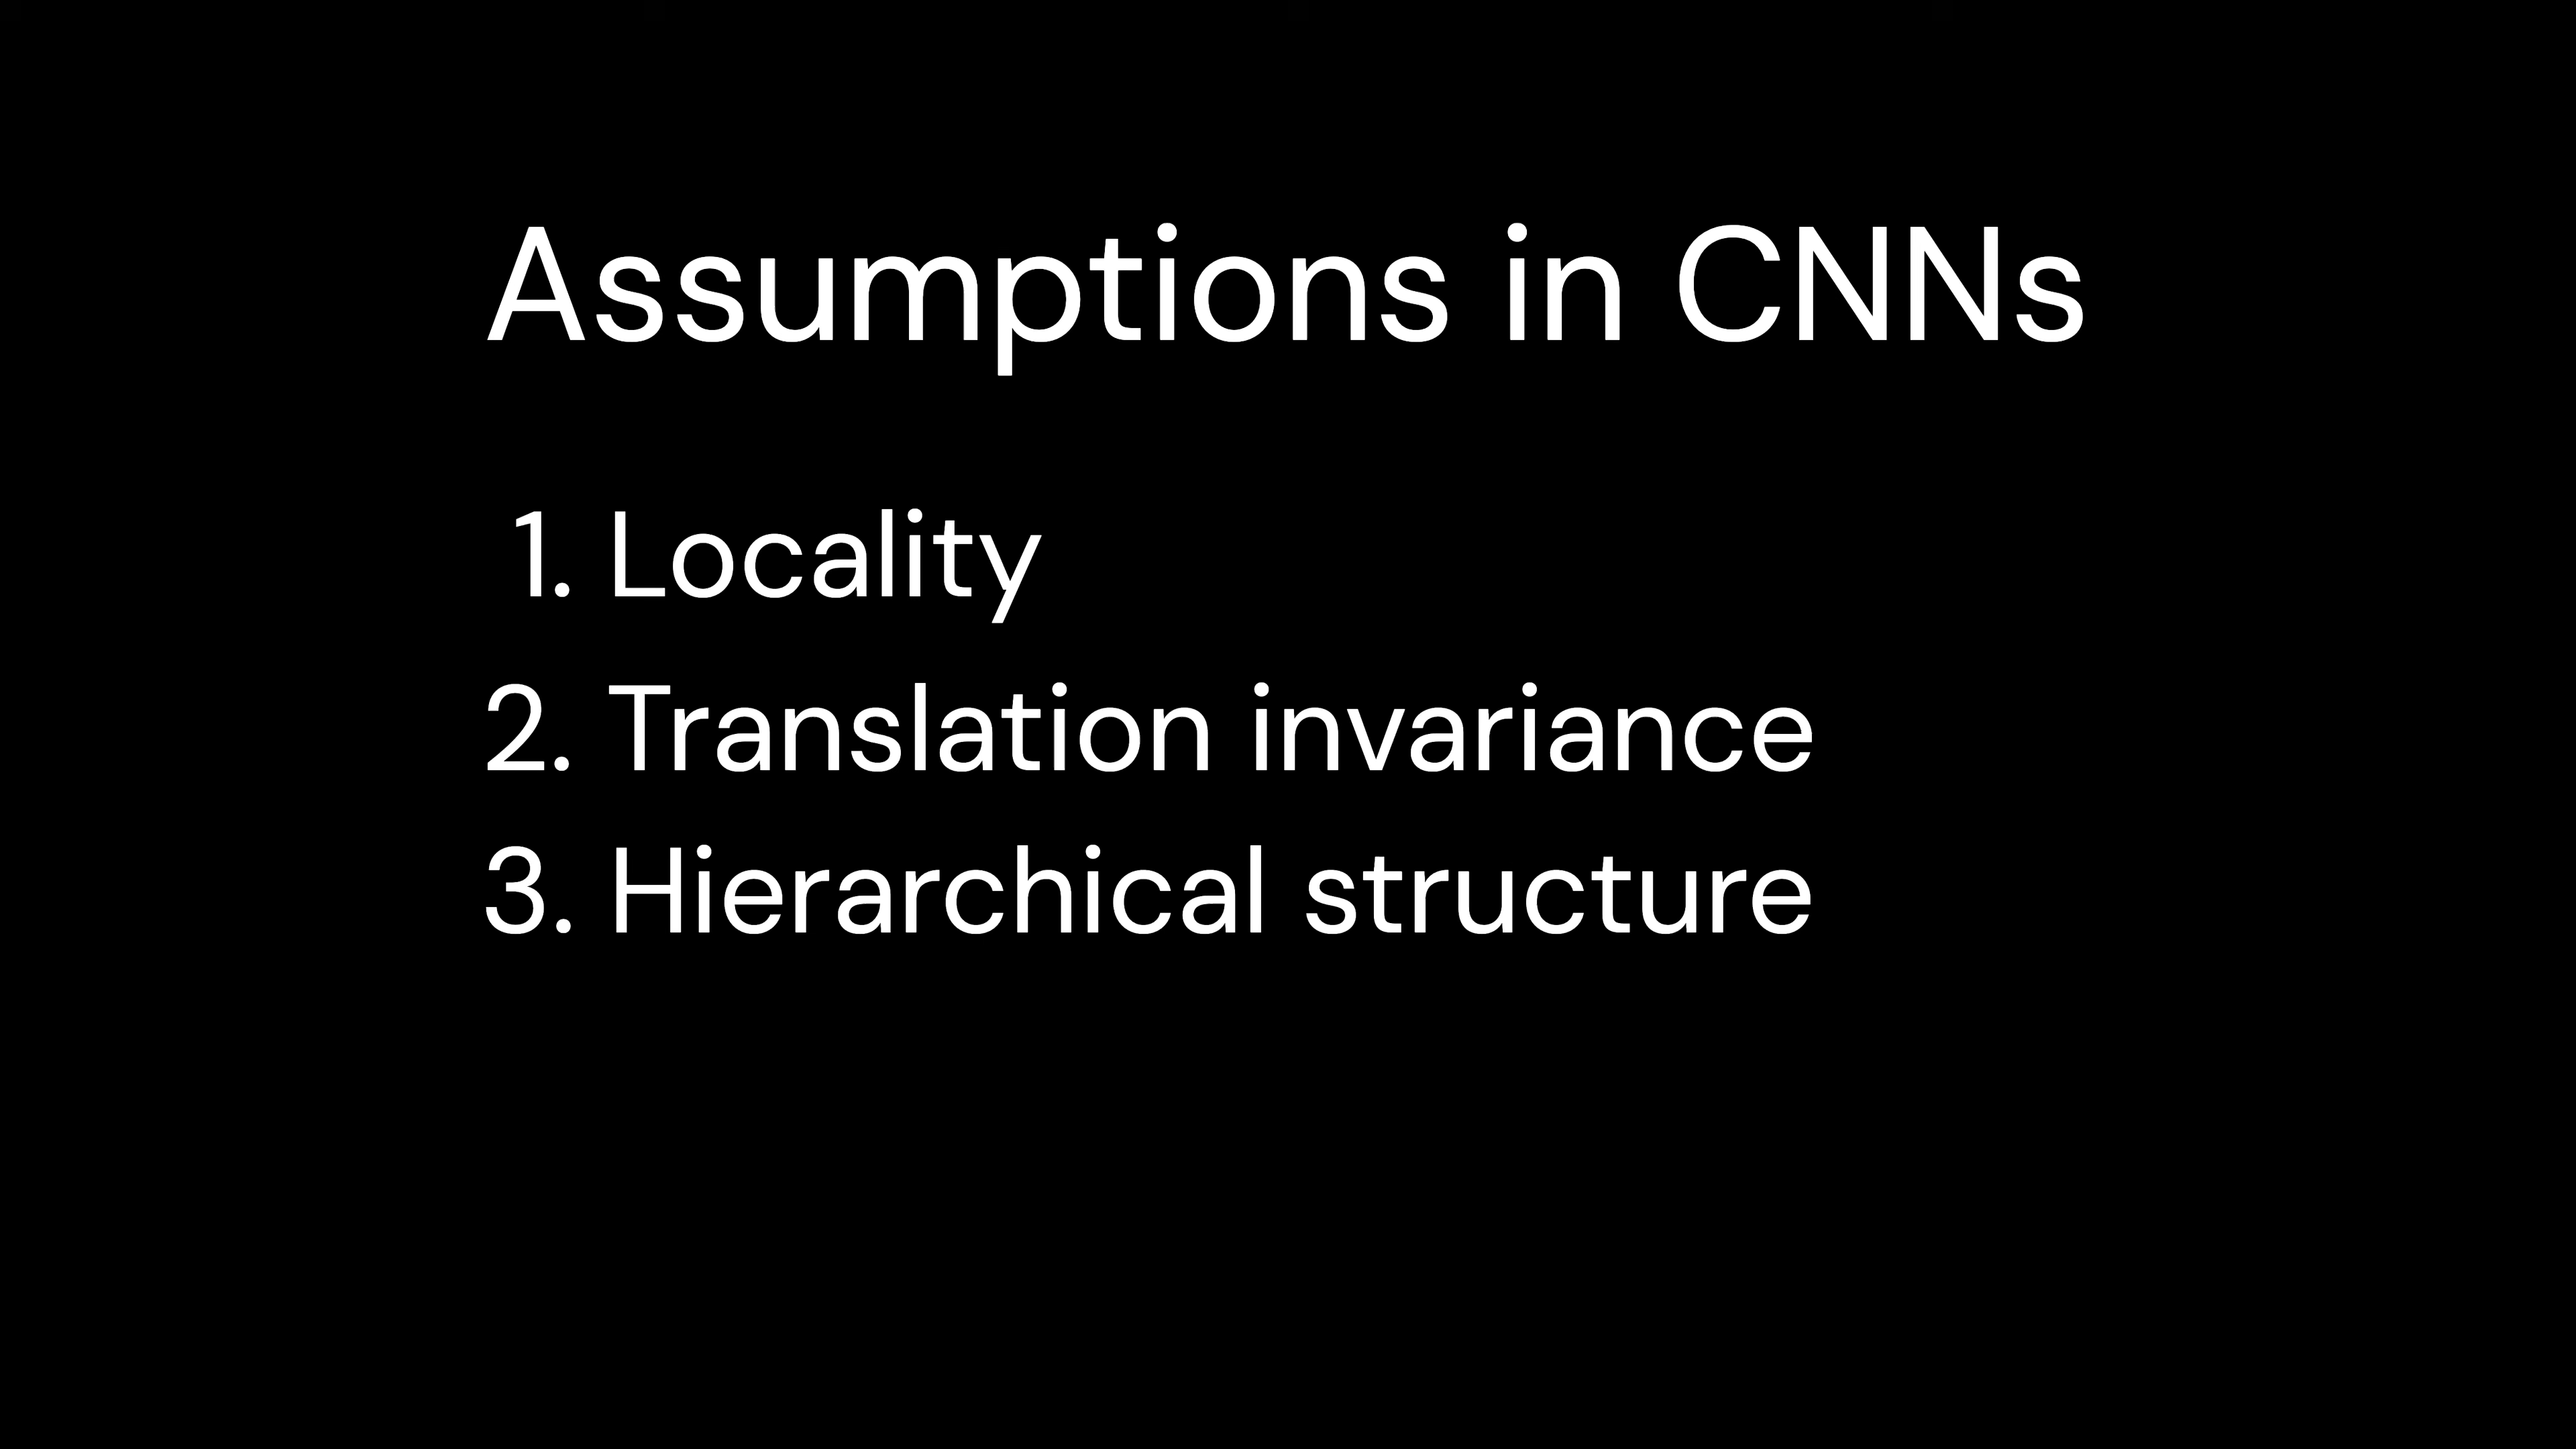 Assumptions in CNNs
1. Locality
2. Translation invariance
3. Hierarchical structure